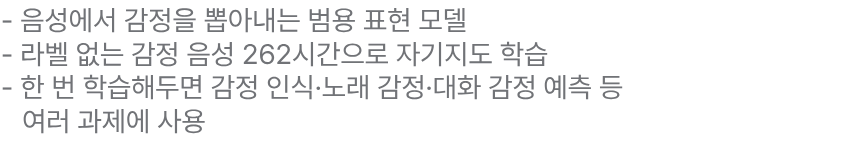 - 음성에서 감정을 뽑아내는 범용 표현 모델
- 라벨 없는 감정 음성 262시간으로 자기지도 학습
- 한 번 학습해두면 감정 인식·노래 감정·대화 감정 예측 등
여러 과제에 사용